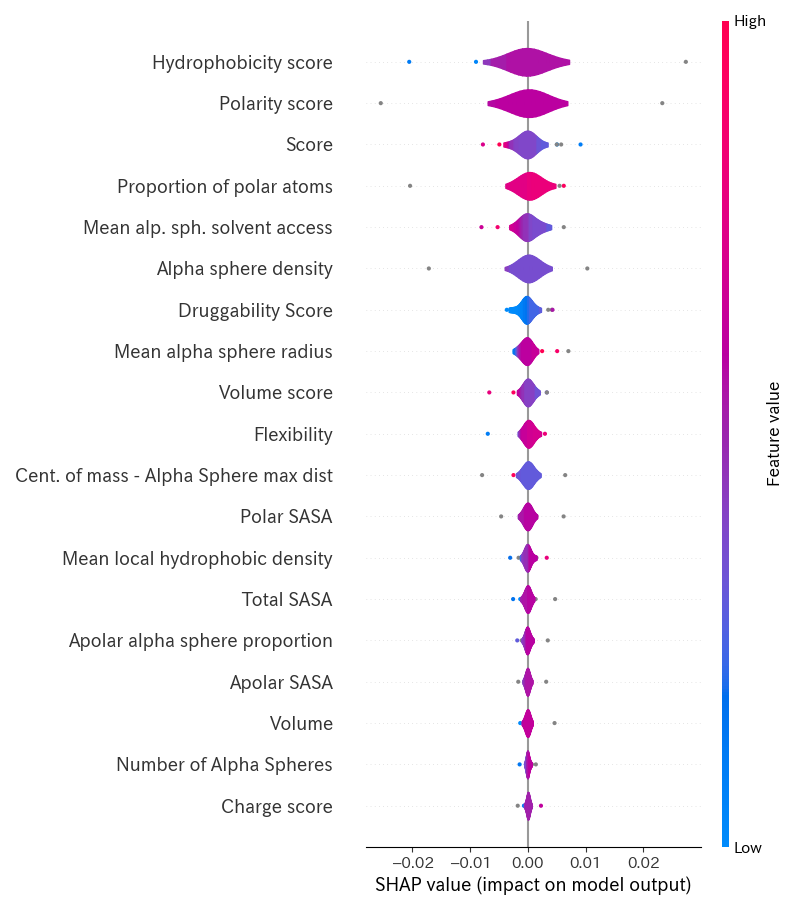 High
Hydrophobicity score
Polarity score
Score
Proportion of polar atoms
Mean alp. sph. solvent access
Alpha sphere density
Druggability Score
Mean alpha sphere radius
Volume score
Flexibility
Cent. of mass - Alpha Sphere max dist
Polar SASA
Mean local hydrophobic density
Total SASA
Apolar alpha sphere proportion
Apolar SASA
Volume
Number of Alpha Spheres
Charge score
Feature value
Low
−0.02 −0.01 0.00 0.01 0.02
SHAP value (impact on model output)